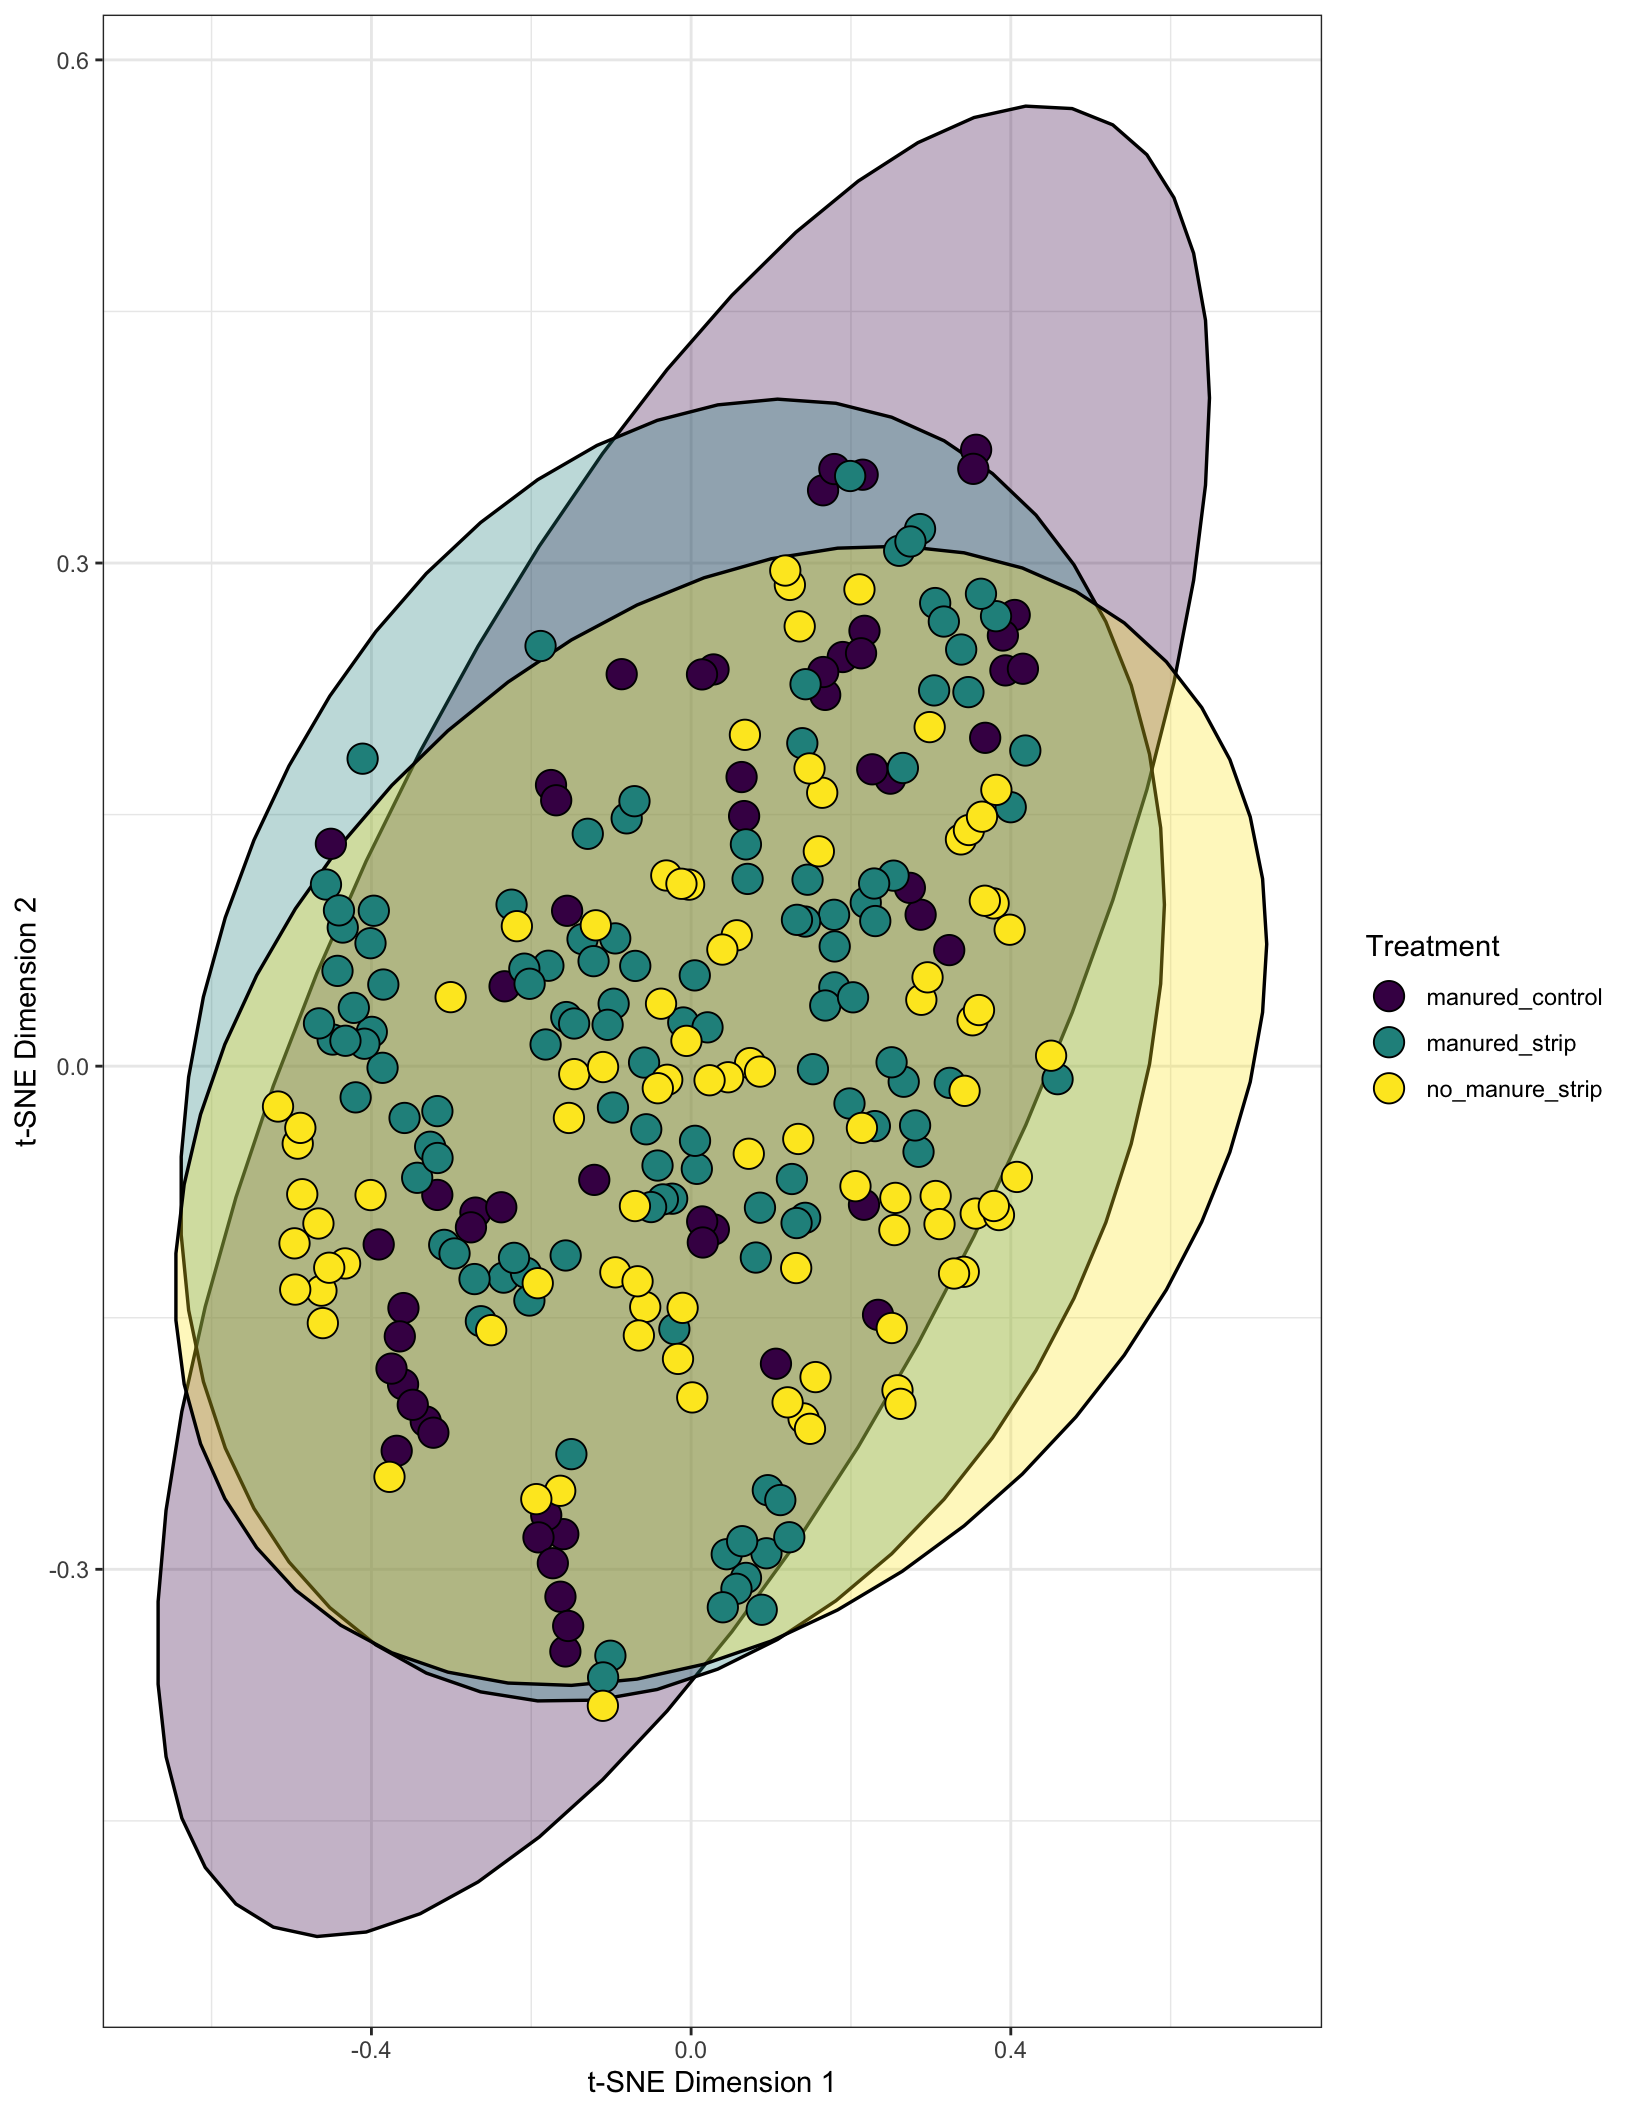 0.6
0.3
0.0
-0.3
-0.4
0.0
0.4
t-SNE Dimension 1
t-SNE Dimension 2
Treatment
manured_control
manured_strip
no_manure_strip